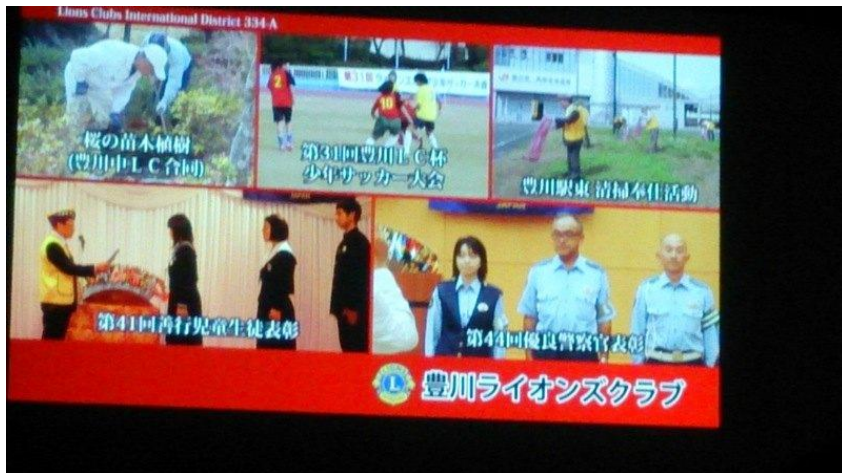 Lions Clubs International District 334-A
桜の苗木植樹
(豊川中LC合同)
第31回豊川LC杯
少年サッカー大会
豊川駅東 清掃奉仕活動
2
10
第41回善行児童生徒表彰
第44回優良警察官表彰
L
豊川ライオンズクラブ